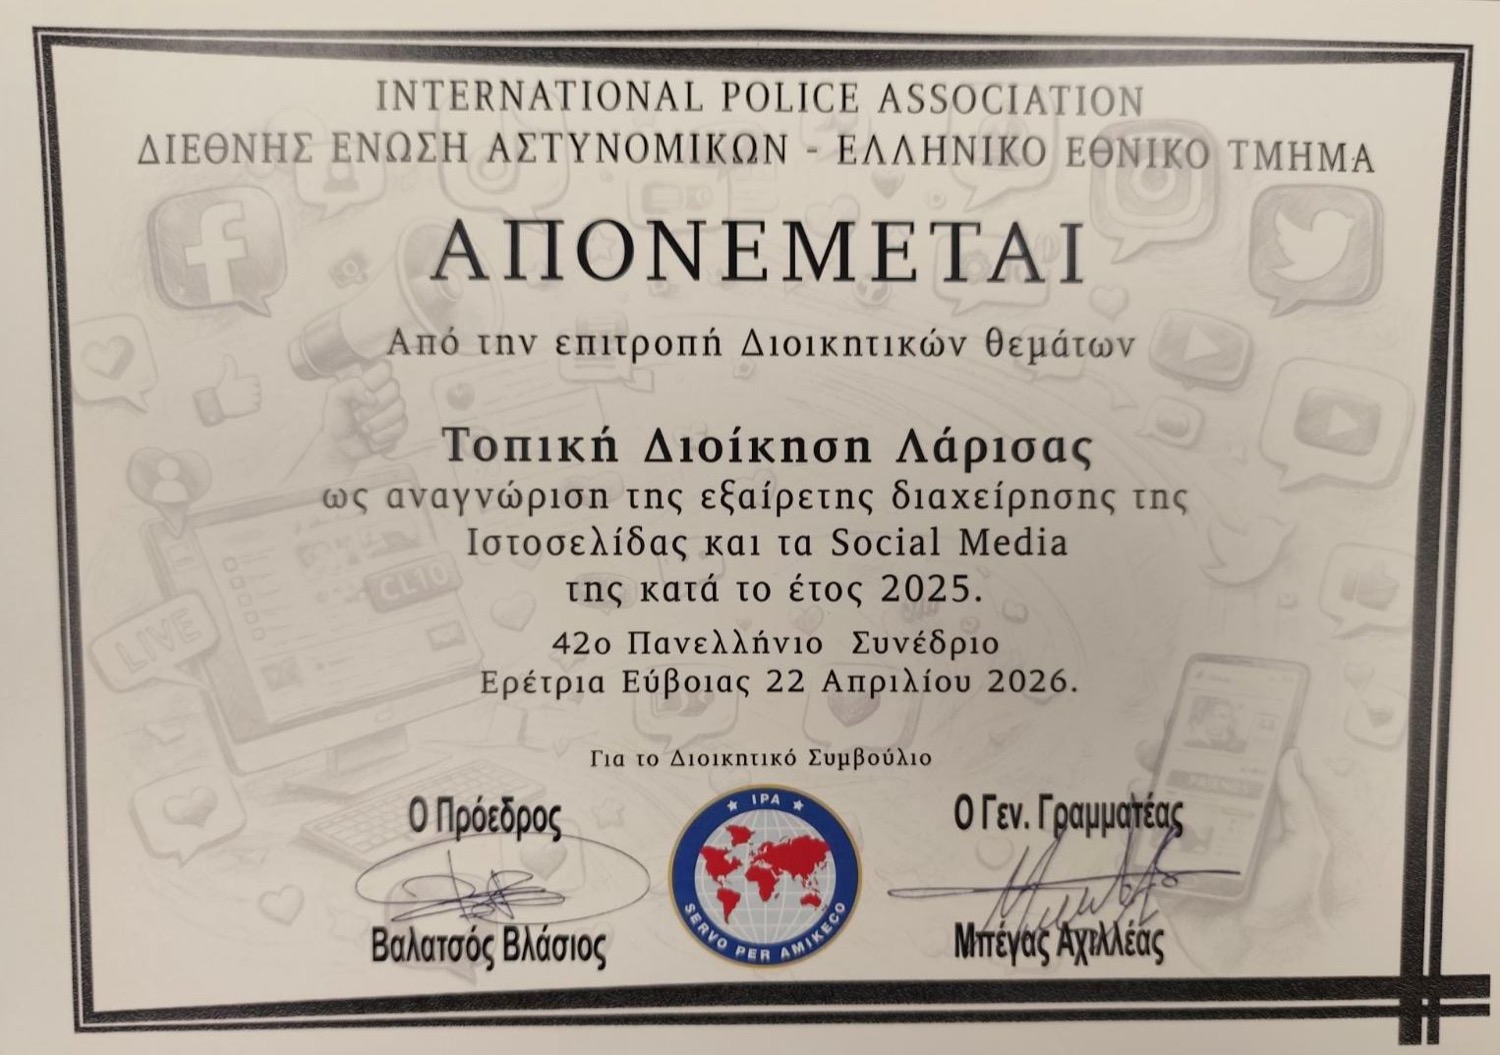 INTERNATIONAL POLICE ASSOCIATION
ΔΙΕΘΝΗΣ ΕΝΩΣΗ ΑΣΤΥΝΟΜΙΚΩΝ - ΕΛΛΗΝΙΚΟ ΕΘΝΙΚΟ ΤΜΗΜΑ
ΑΠΟΝΕΜΕΤΑΙ
Από την επιτροπή Διοικητικών θεμάτων
Τοπική Διοίκηση Λάρισας
ως αναγνώριση της εξαίρετης διαχείρησης της
Ιστοσελίδας και τα Social Media
της κατά το έτος 2025.
CL10
LIVE
42ο Πανελλήνιο Συνέδριο
Ερέτρια Εύβοιας 22 Απριλίου 2026.
Για το Διοικητικό Συμβούλιο
Ο Πρόεδρος
Βαλατσός Βλάσιος
IPA
SERVO PER AMIKECO
Ο Γεν. Γραμματέας
Μπέγας Αχιλλέας